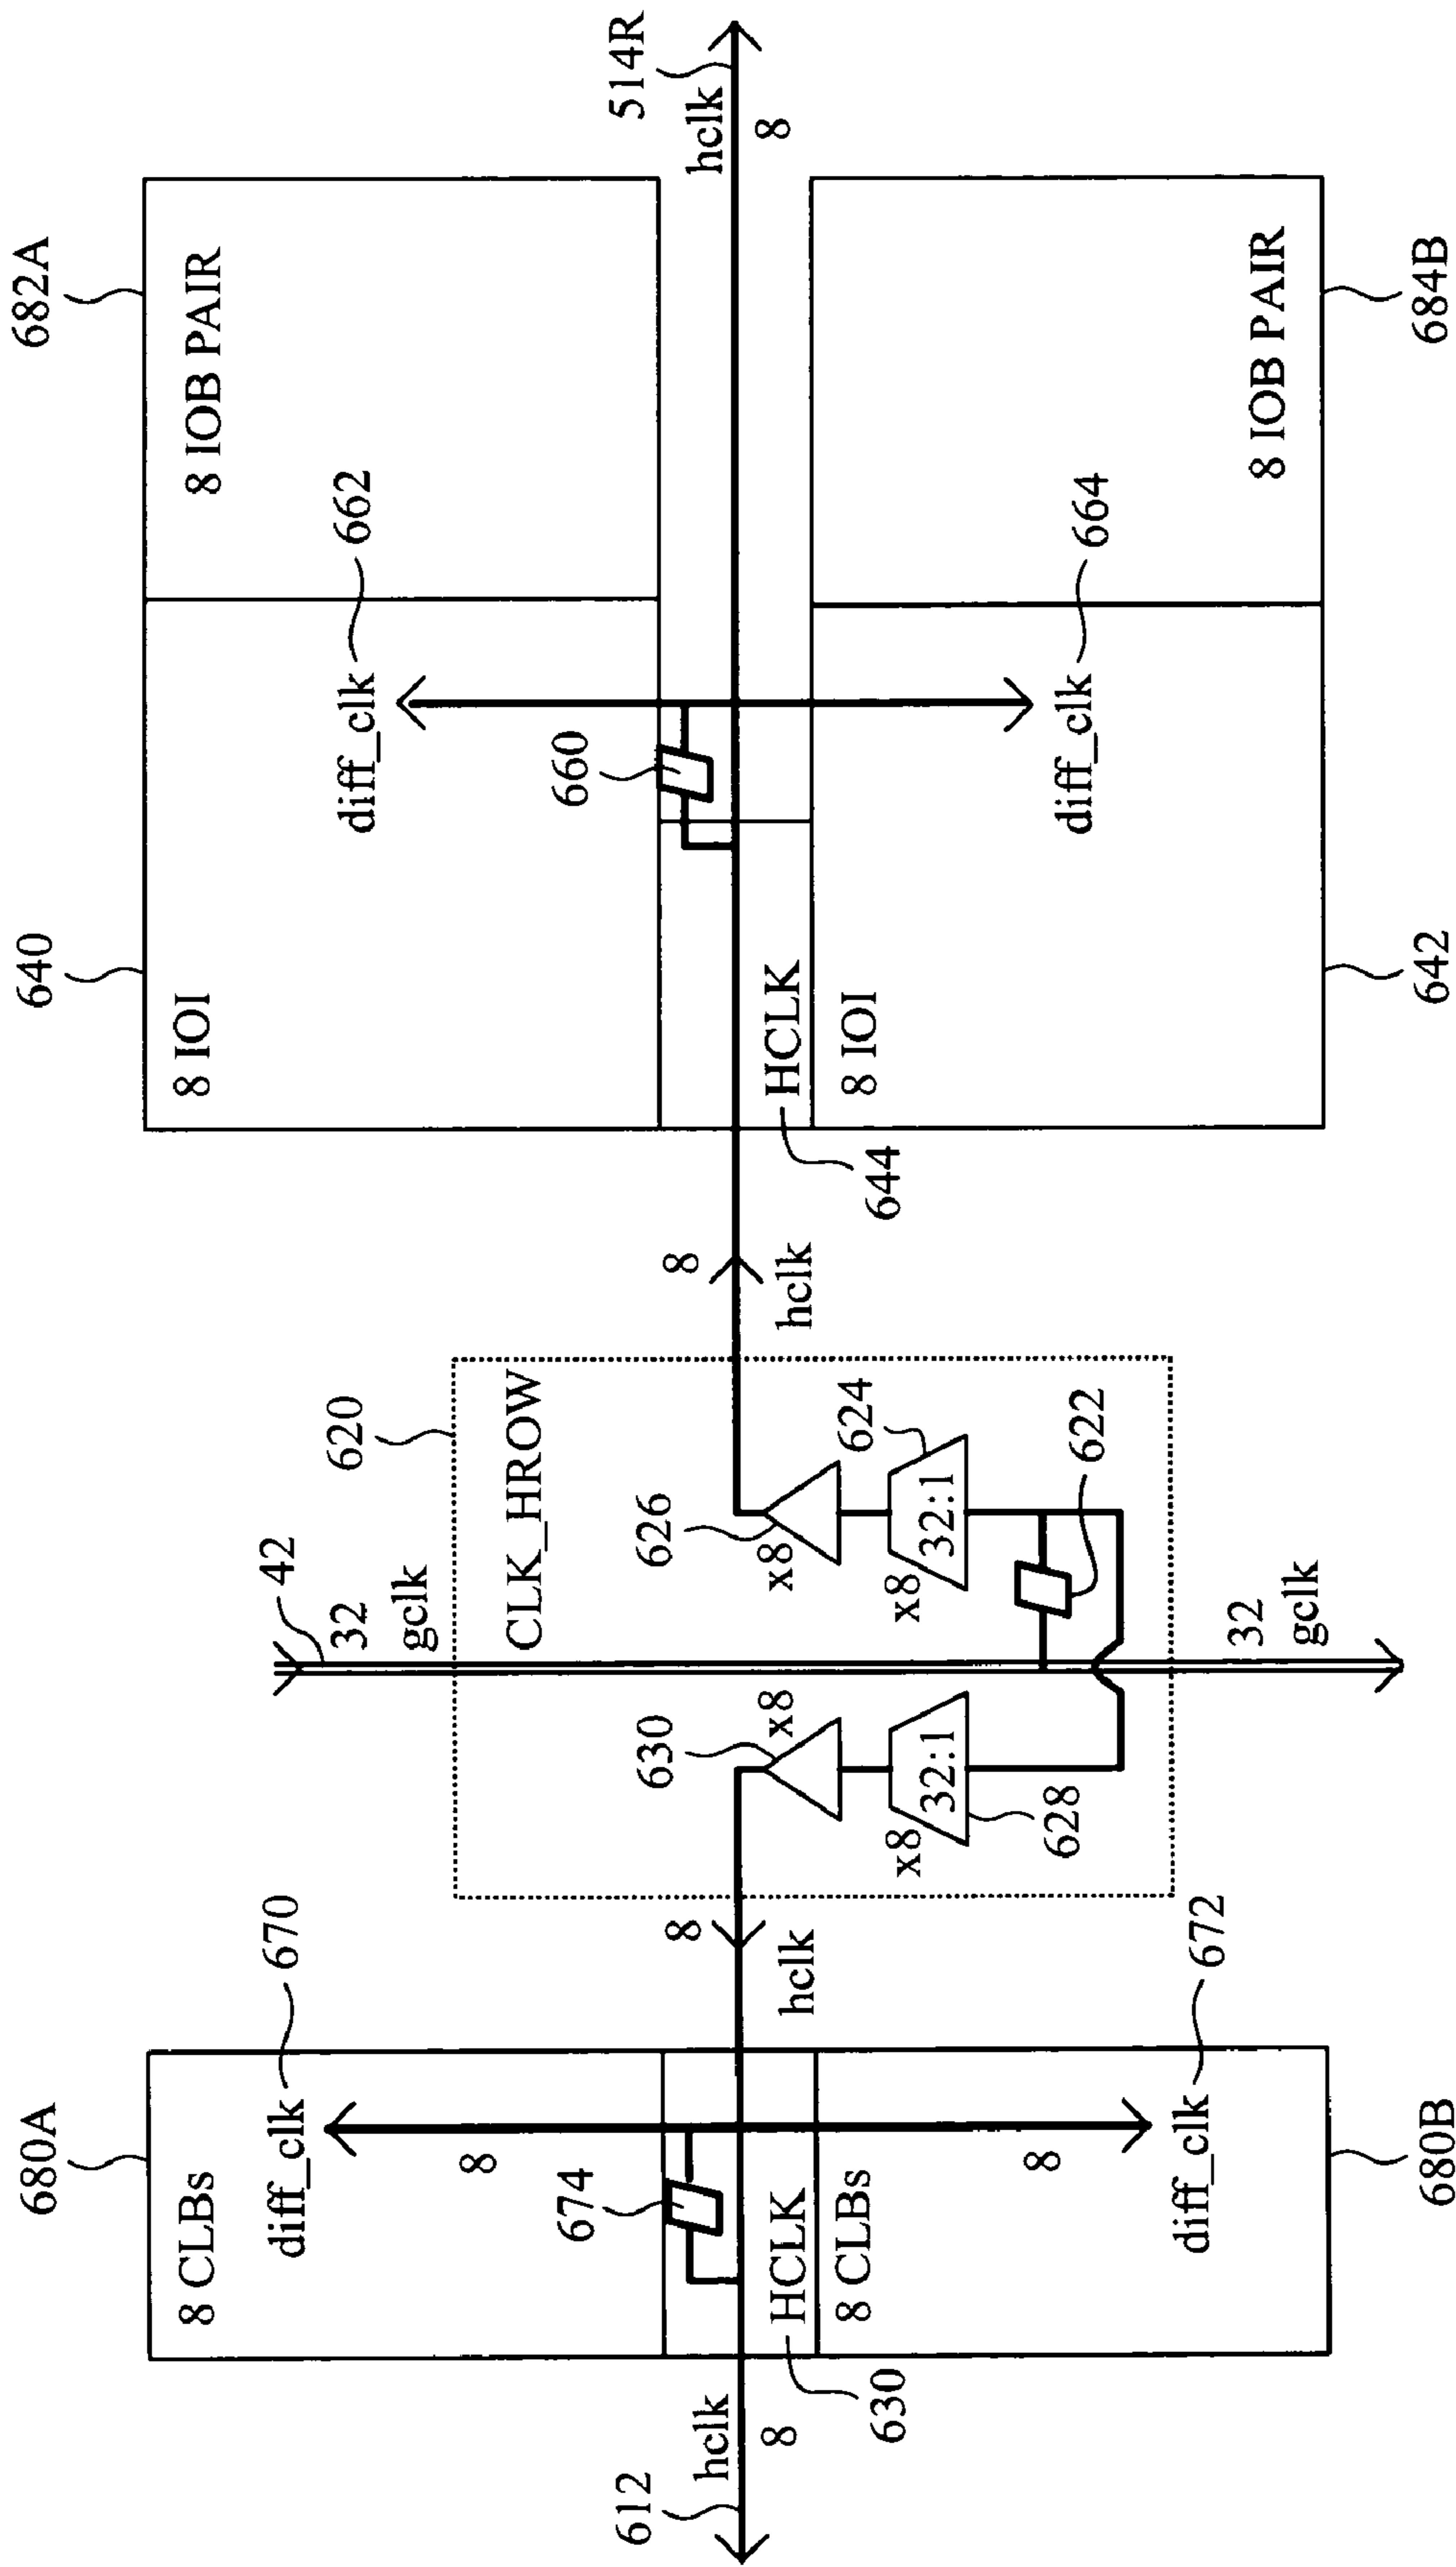 680A
8 CLBs
diff_clk
670
8
674
612
hclk
8
HCLK
630
8 CLBs
8
diff_clk
672
680B
8
hclk
620
CLK_HROW
42
32
gclk
630
x8
626
x8
x8
32:1
628
x8
32:1
624
622
32
gclk
8
hclk
640
8 IOI
diff_clk
662
682A
8 IOB PAIR
660
644
HCLK
hclk
8
514R
8 IOI
diff_clk
664
8 IOB PAIR
642
684B